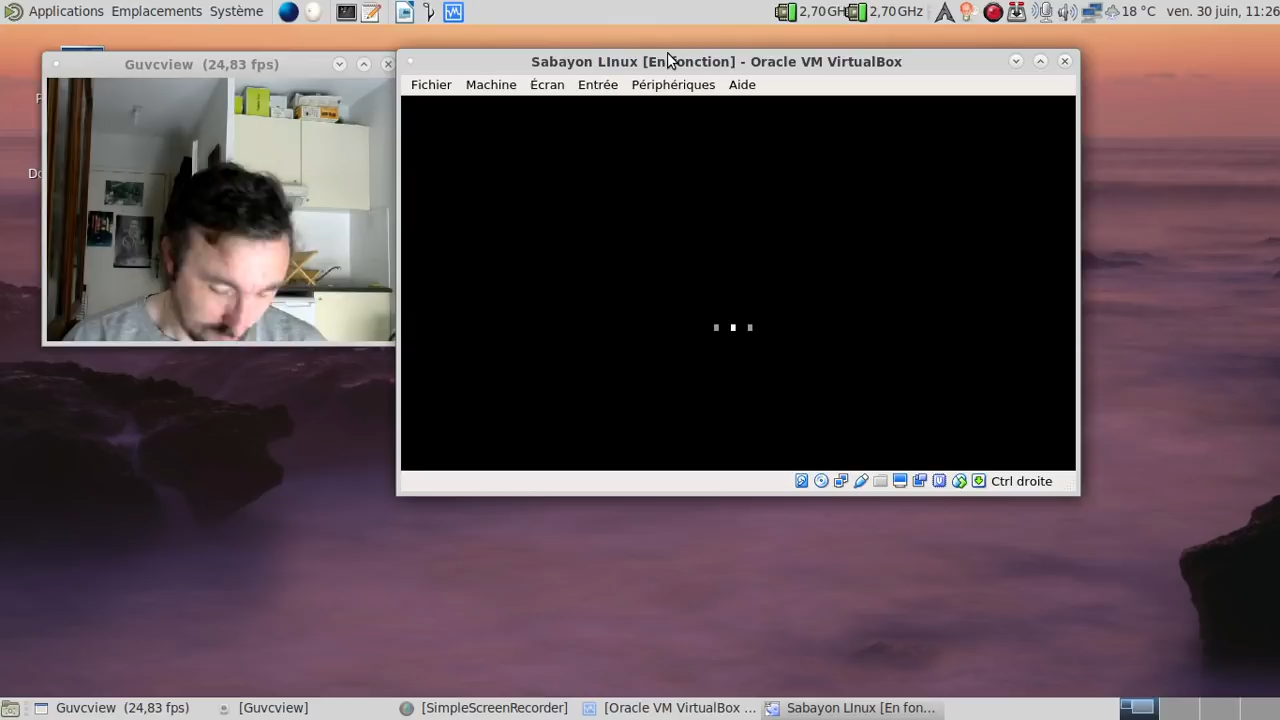 Applications Emplacements Système 2,70 GH 2,70 GHz 18 °C ven. 30 juin, 11:26
Guvcview (24,83 fps)
Sabayon LInux [En fonction] - Oracle VM VirtualBox
Fichier Machine Écran Entrée Périphériques Aide
Ctrl droite
Guvcview (24,83 fps) [Guvcview] [SimpleScreenRecorder] [Oracle VM VirtualBox ... Sabayon LInux [En fon...